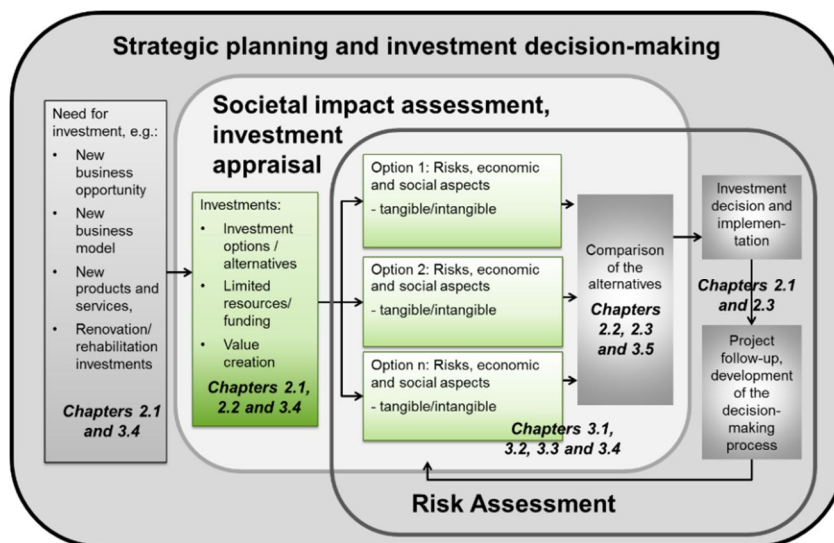 Strategic planning and investment decision-making
Societal impact assessment,
investment
appraisal
Need for
investment, e.g.:
• New
business
opportunity
• New
business
model
• New
products and
services,
• Renovation/
rehabilitation
investments
Chapters 2.1
and 3.4
Investments:
• Investment
options /
alternatives
• Limited
resources/
funding
• Value
creation
Chapters 2.1,
2.2 and 3.4
Option 1: Risks, economic
and social aspects
- tangible/intangible
Option 2: Risks, economic
and social aspects
- tangible/intangible
Option n: Risks, economic
and social aspects
- tangible/intangible
Chapters 3.1,
3.2, 3.3 and 3.4
Comparison
of the
alternatives
Chapters
2.2, 2.3
and 3.5
Investment
decision and
implemen-
tation
Chapters 2.1
and 2.3
Project
follow-up,
development
of the
decision-
making
process
Risk Assessment